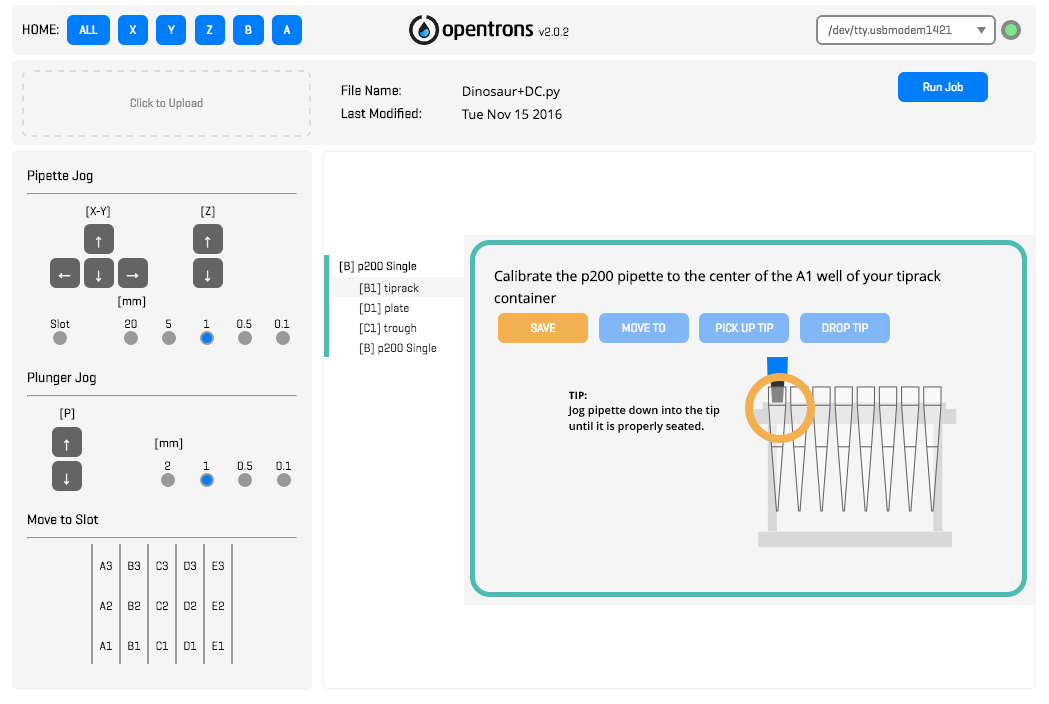 HOME: ALL X Y Z B A
opentrons v2.0.2
/dev/tty.usbmodem1421
Click to Upload
File Name: Dinosaur+DC.py
Last Modified: Tue Nov 15 2016
Run Job
Pipette Jog
[X-Y] [Z]
↑ ↑
← ↓ → ↓
[mm]
Slot 20 5 1 0.5 0.1
Plunger Jog
[P]
↑
↓
[mm]
2 1 0.5 0.1
Move to Slot
A3 B3 C3 D3 E3
A2 B2 C2 D2 E2
A1 B1 C1 D1 E1
[B] p200 Single
[B1] tiprack
[D1] plate
[C1] trough
[B] p200 Single
Calibrate the p200 pipette to the center of the A1 well of your tiprack
container
SAVE MOVE TO PICK UP TIP DROP TIP
TIP:
Jog pipette down into the tip
until it is properly seated.